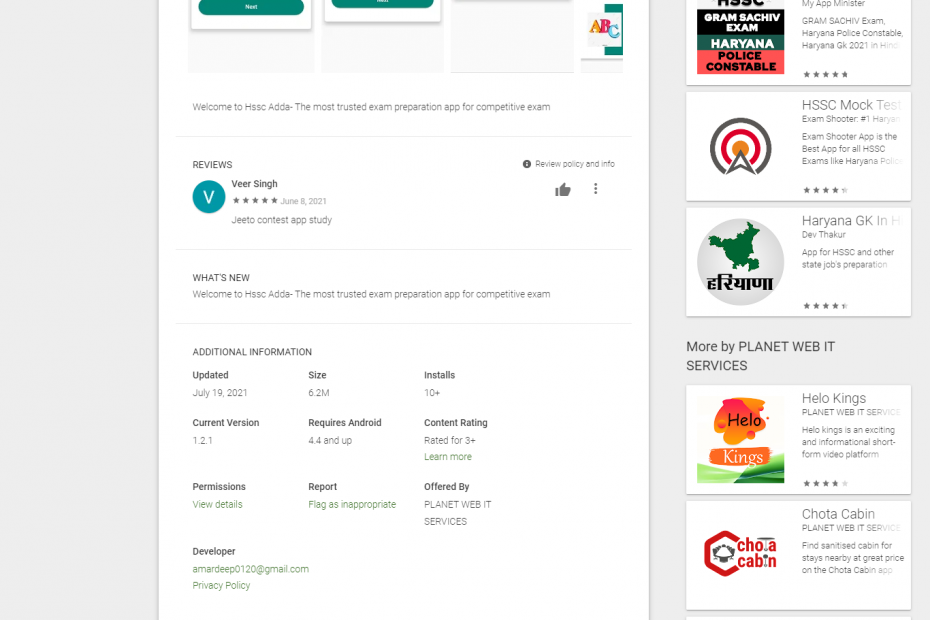 Next
Next
ABC
Welcome to Hssc Adda- The most trusted exam preparation app for competitive exam
REVIEWS
Review policy and info
V
Veer Singh
June 8, 2021
Jeeto contest app study
WHAT'S NEW
Welcome to Hssc Adda- The most trusted exam preparation app for competitive exam
ADDITIONAL INFORMATION
Updated
Size
Installs
July 19, 2021
6.2M
10+
Current Version
Requires Android
Content Rating
1.2.1
4.4 and up
Rated for 3+
Learn more
Permissions
Report
Offered By
View details
Flag as inappropriate
PLANET WEB IT
SERVICES
Developer
amardeep0120@gmail.com
Privacy Policy
HSSC
GRAM SACHIV
EXAM
HARYANA
POLICE
CONSTABLE
My App Minister
GRAM SACHIV Exam,
Haryana Police Constable,
Haryana Gk 2021 in Hindi
HSSC Mock Test
Exam Shooter: #1 Haryan
Exam Shooter App is the
Best App for all HSSC
Exams like Haryana Police
हरियाणा
Haryana GK In H
Dev Thakur
App for HSSC and other
state job's preparation
More by PLANET WEB IT
SERVICES
Helo
Kings
Helo Kings
PLANET WEB IT SERVICE
Helo kings is an exciting
and informational short-
form video platform
chota
cabin
Chota Cabin
PLANET WEB IT SERVICE
Find sanitised cabin for
stays nearby at great price
on the Chota Cabin app